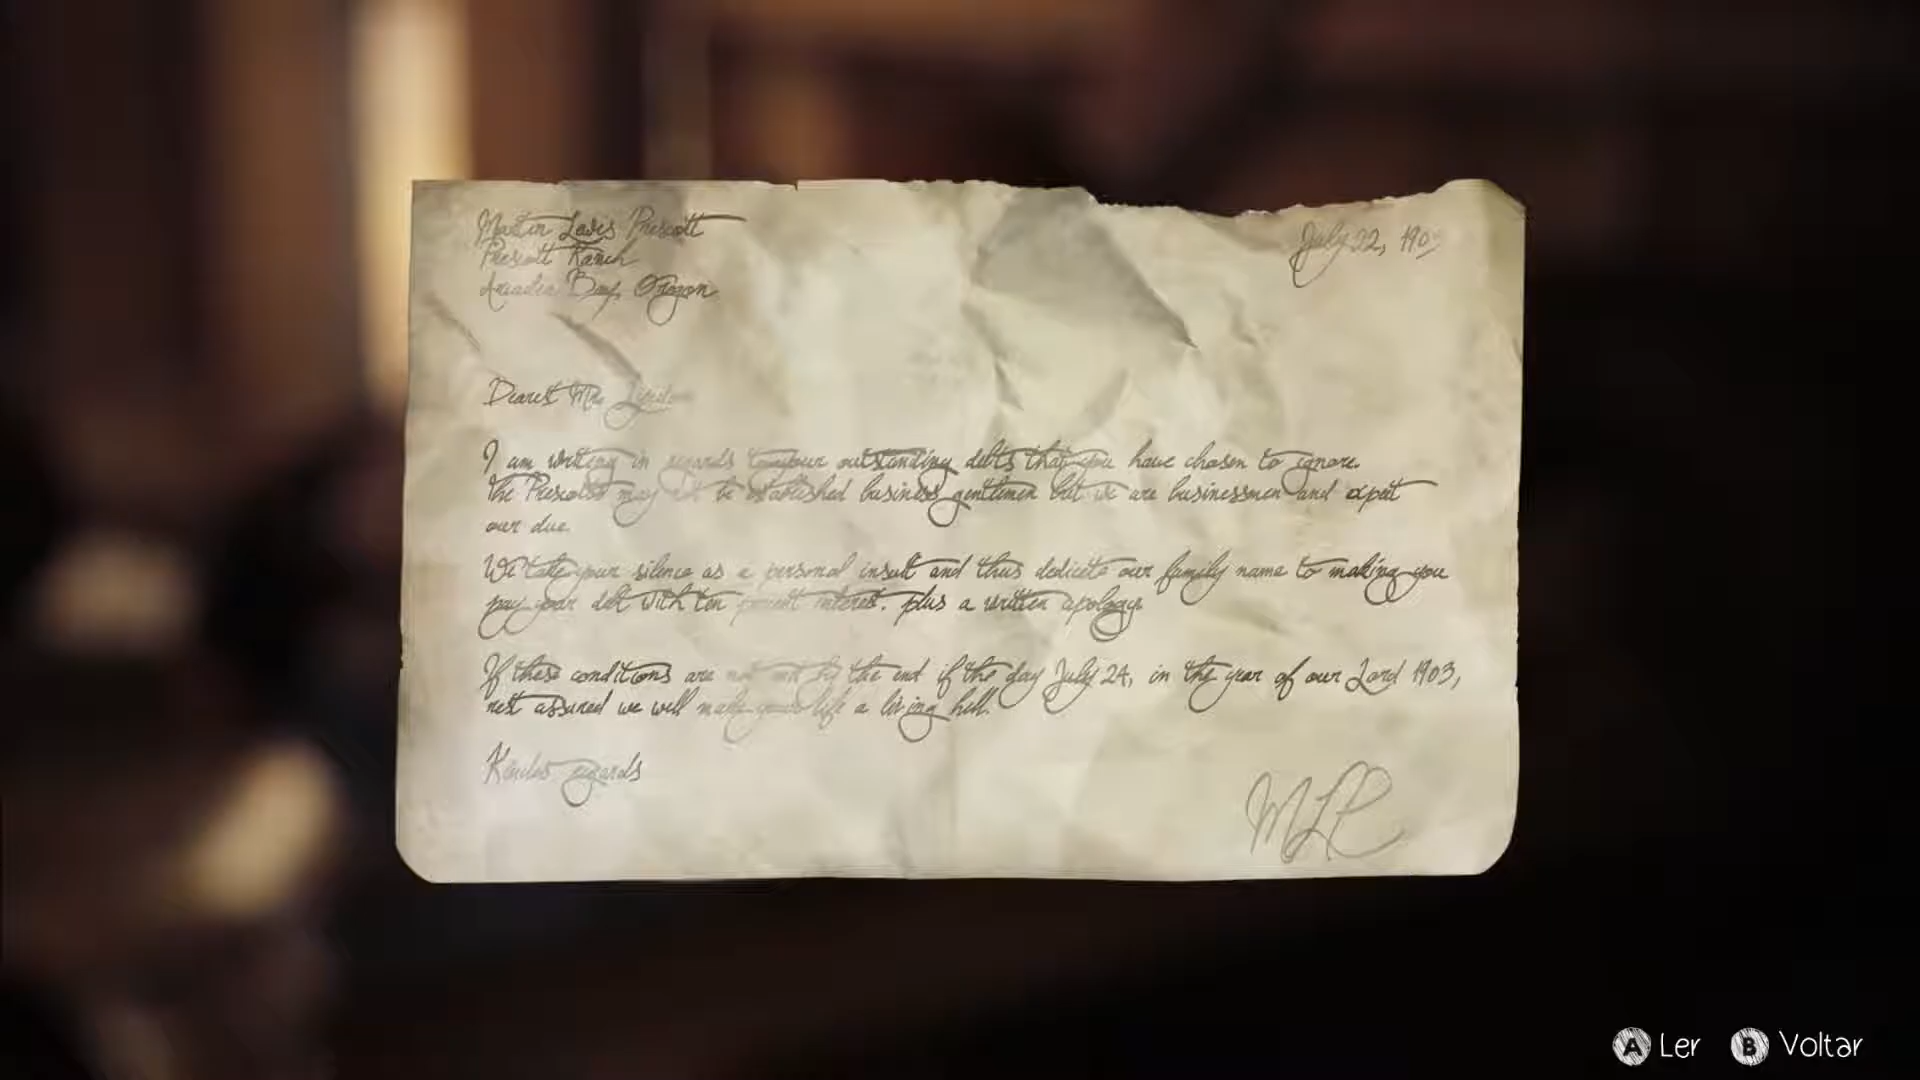 Martin Lewis Prescott
Prescott Ranch
Arcadia Bay, Oregon
July 22, 1903
Dearest Mr.
I am writing in regards to your outstanding debts that you have chosen to ignore.
The Prescotts may not be established business gentlemen but we are businessmen and expect
our due.
We take your silence as a personal insult and thus dedicate our family name to making you
pay your debt with ten percent interest. plus a written apology.
If these conditions are not met by the end if the day July 24, in the year of our Lord 1903,
rest assured we will make your life a living hell.
regards
MLP
A Ler B Voltar